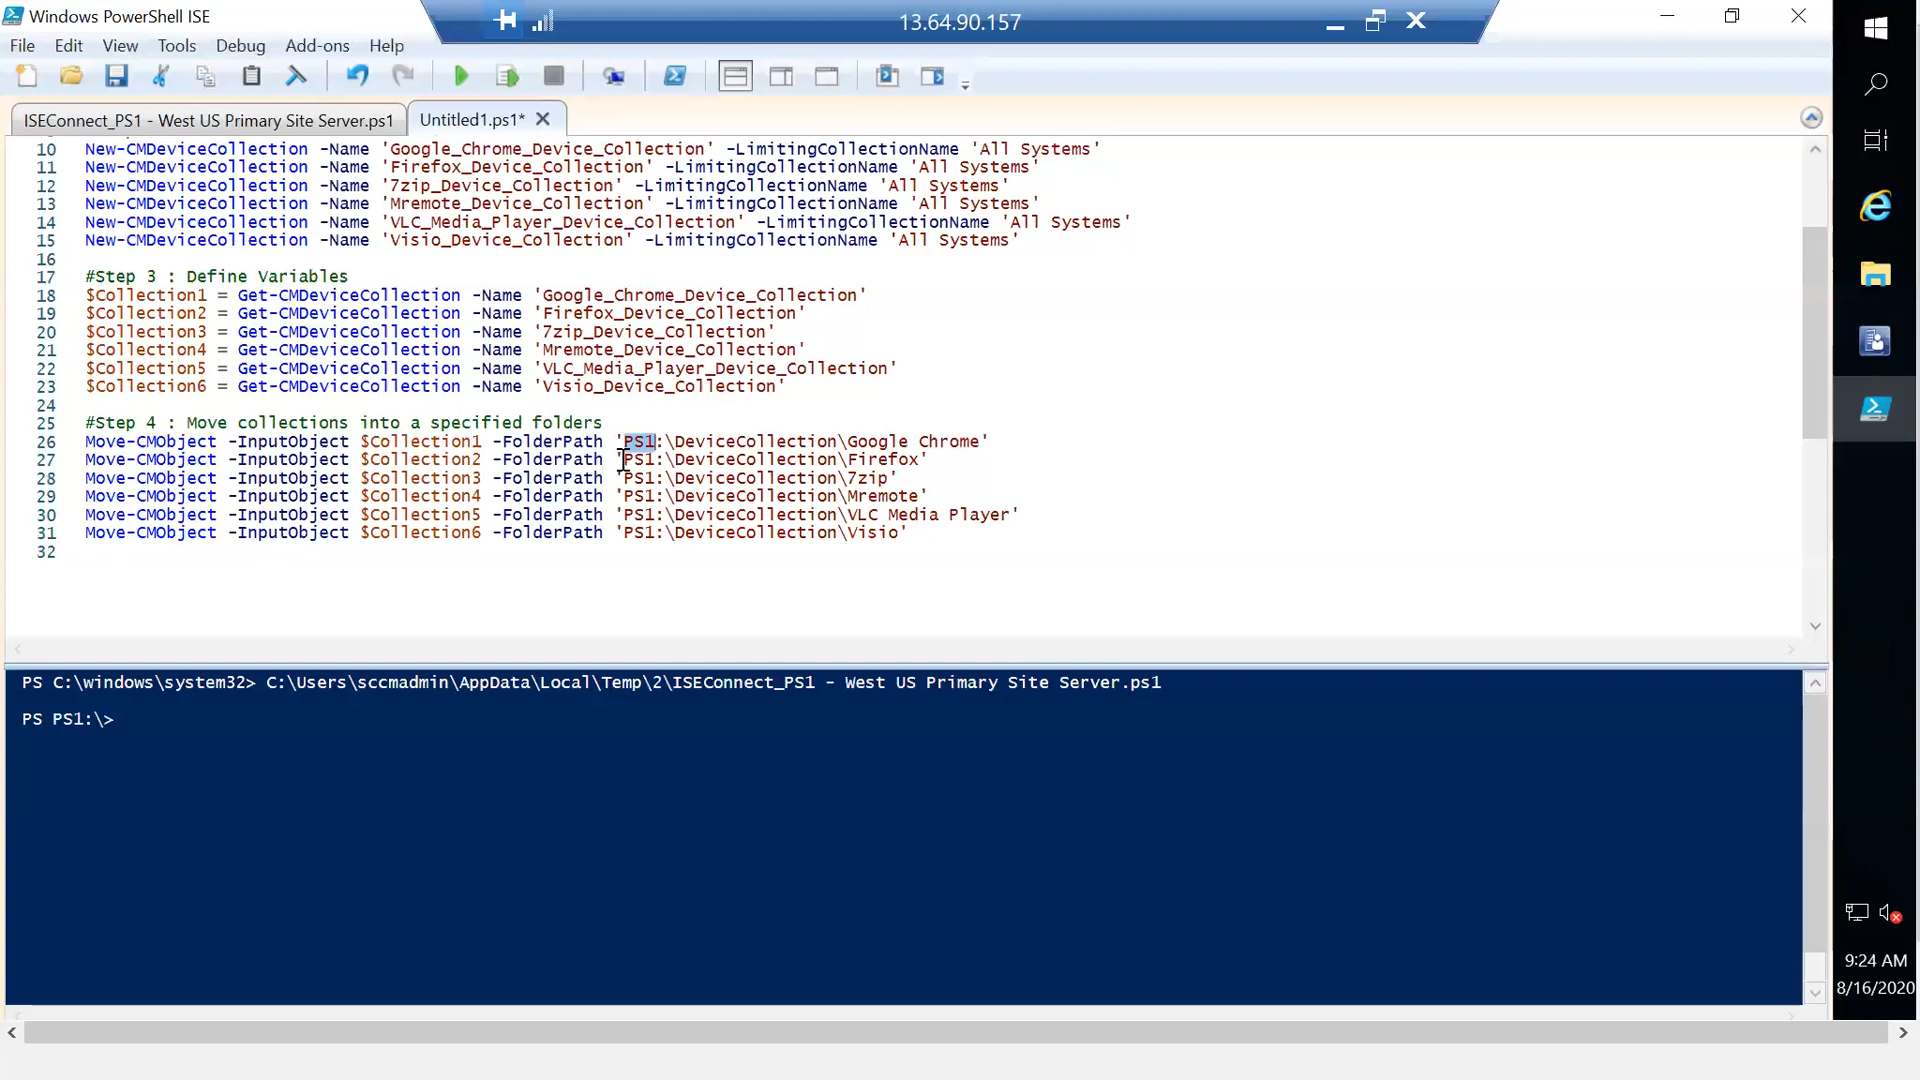 Windows PowerShell ISE
13.64.90.157
File Edit View Tools Debug Add-ons Help
ISEConnect_PS1 - West US Primary Site Server.ps1
Untitled1.ps1*
10 New-CMDeviceCollection -Name 'Google_Chrome_Device_Collection' -LimitingCollectionName 'All Systems'
11 New-CMDeviceCollection -Name 'Firefox_Device_Collection' -LimitingCollectionName 'All Systems'
12 New-CMDeviceCollection -Name '7zip_Device_Collection' -LimitingCollectionName 'All Systems'
13 New-CMDeviceCollection -Name 'Mremote_Device_Collection' -LimitingCollectionName 'All Systems'
14 New-CMDeviceCollection -Name 'VLC_Media_Player_Device_Collection' -LimitingCollectionName 'All Systems'
15 New-CMDeviceCollection -Name 'Visio_Device_Collection' -LimitingCollectionName 'All Systems'
16
17 #Step 3 : Define Variables
18 $Collection1 = Get-CMDeviceCollection -Name 'Google_Chrome_Device_Collection'
19 $Collection2 = Get-CMDeviceCollection -Name 'Firefox_Device_Collection'
20 $Collection3 = Get-CMDeviceCollection -Name '7zip_Device_Collection'
21 $Collection4 = Get-CMDeviceCollection -Name 'Mremote_Device_Collection'
22 $Collection5 = Get-CMDeviceCollection -Name 'VLC_Media_Player_Device_Collection'
23 $Collection6 = Get-CMDeviceCollection -Name 'Visio_Device_Collection'
24
25 #Step 4 : Move collections into a specified folders
26 Move-CMObject -InputObject $Collection1 -FolderPath 'PS1:\DeviceCollection\Google Chrome'
27 Move-CMObject -InputObject $Collection2 -FolderPath 'PS1:\DeviceCollection\Firefox'
28 Move-CMObject -InputObject $Collection3 -FolderPath 'PS1:\DeviceCollection\7zip'
29 Move-CMObject -InputObject $Collection4 -FolderPath 'PS1:\DeviceCollection\Mremote'
30 Move-CMObject -InputObject $Collection5 -FolderPath 'PS1:\DeviceCollection\VLC Media Player'
31 Move-CMObject -InputObject $Collection6 -FolderPath 'PS1:\DeviceCollection\Visio'
32
PS C:\windows\system32> C:\Users\sccmadmin\AppData\Local\Temp\2\ISEConnect_PS1 - West US Primary Site Server.ps1
PS PS1:\>
9:24 AM
8/16/2020